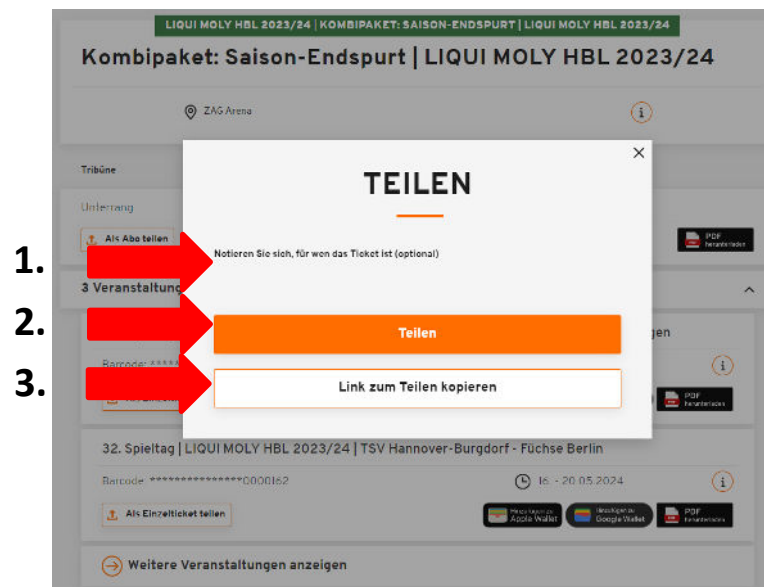 LIQUI MOLY HBL 2023/24 | KOMBIPAKET: SAISON-ENDSPURT | LIQUI MOLY HBL 2023/24
Kombipaket: Saison-Endspurt | LIQUI MOLY HBL 2023/24
ZAG Arena
i
Tribüne
TEILEN
Unterrang
Als Abo teilen
PDF
herunterladen
1.
Notieren Sie sich, für wen das Ticket ist (optional)
3 Veranstaltung
2.
Teilen
gen
Barcode: *****
i
3.
Link zum Teilen kopieren
PDF
herunterladen
32. Spieltag | LIQUI MOLY HBL 2023/24 | TSV Hannover-Burgdorf - Füchse Berlin
Barcode: ***************0000162
16. - 20.05.2024
i
Als Einzelticket teilen
Hinzufügen zu
Apple Wallet
Hinzufügen zu
Google Wallet
PDF
herunterladen
Weitere Veranstaltungen anzeigen